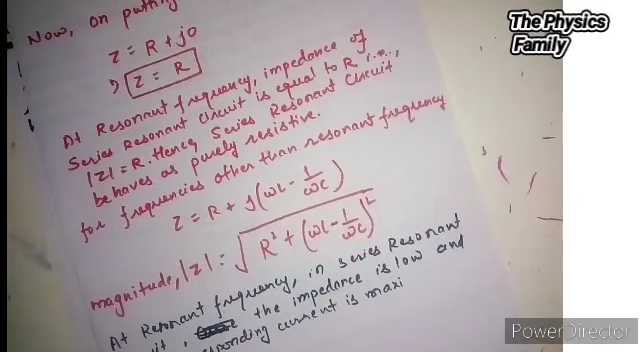 The Physics
Family
Now, on putting
Z = R + j0
⇒ Z = R
At Resonant frequency, impedance of
Series Resonant Circuit is equal to R i.e.,
|Z| = R. Hence, Series Resonant Circuit
behaves as purely resistive.
for frequencies other than resonant frequency
Z = R + j(ωL - 1/ωC)
magnitude, |Z| = √(R² + (ωL - 1/ωC)²)
At Resonant frequency, in series Resonant
the impedance is low and
current is maxi
PowerDirector